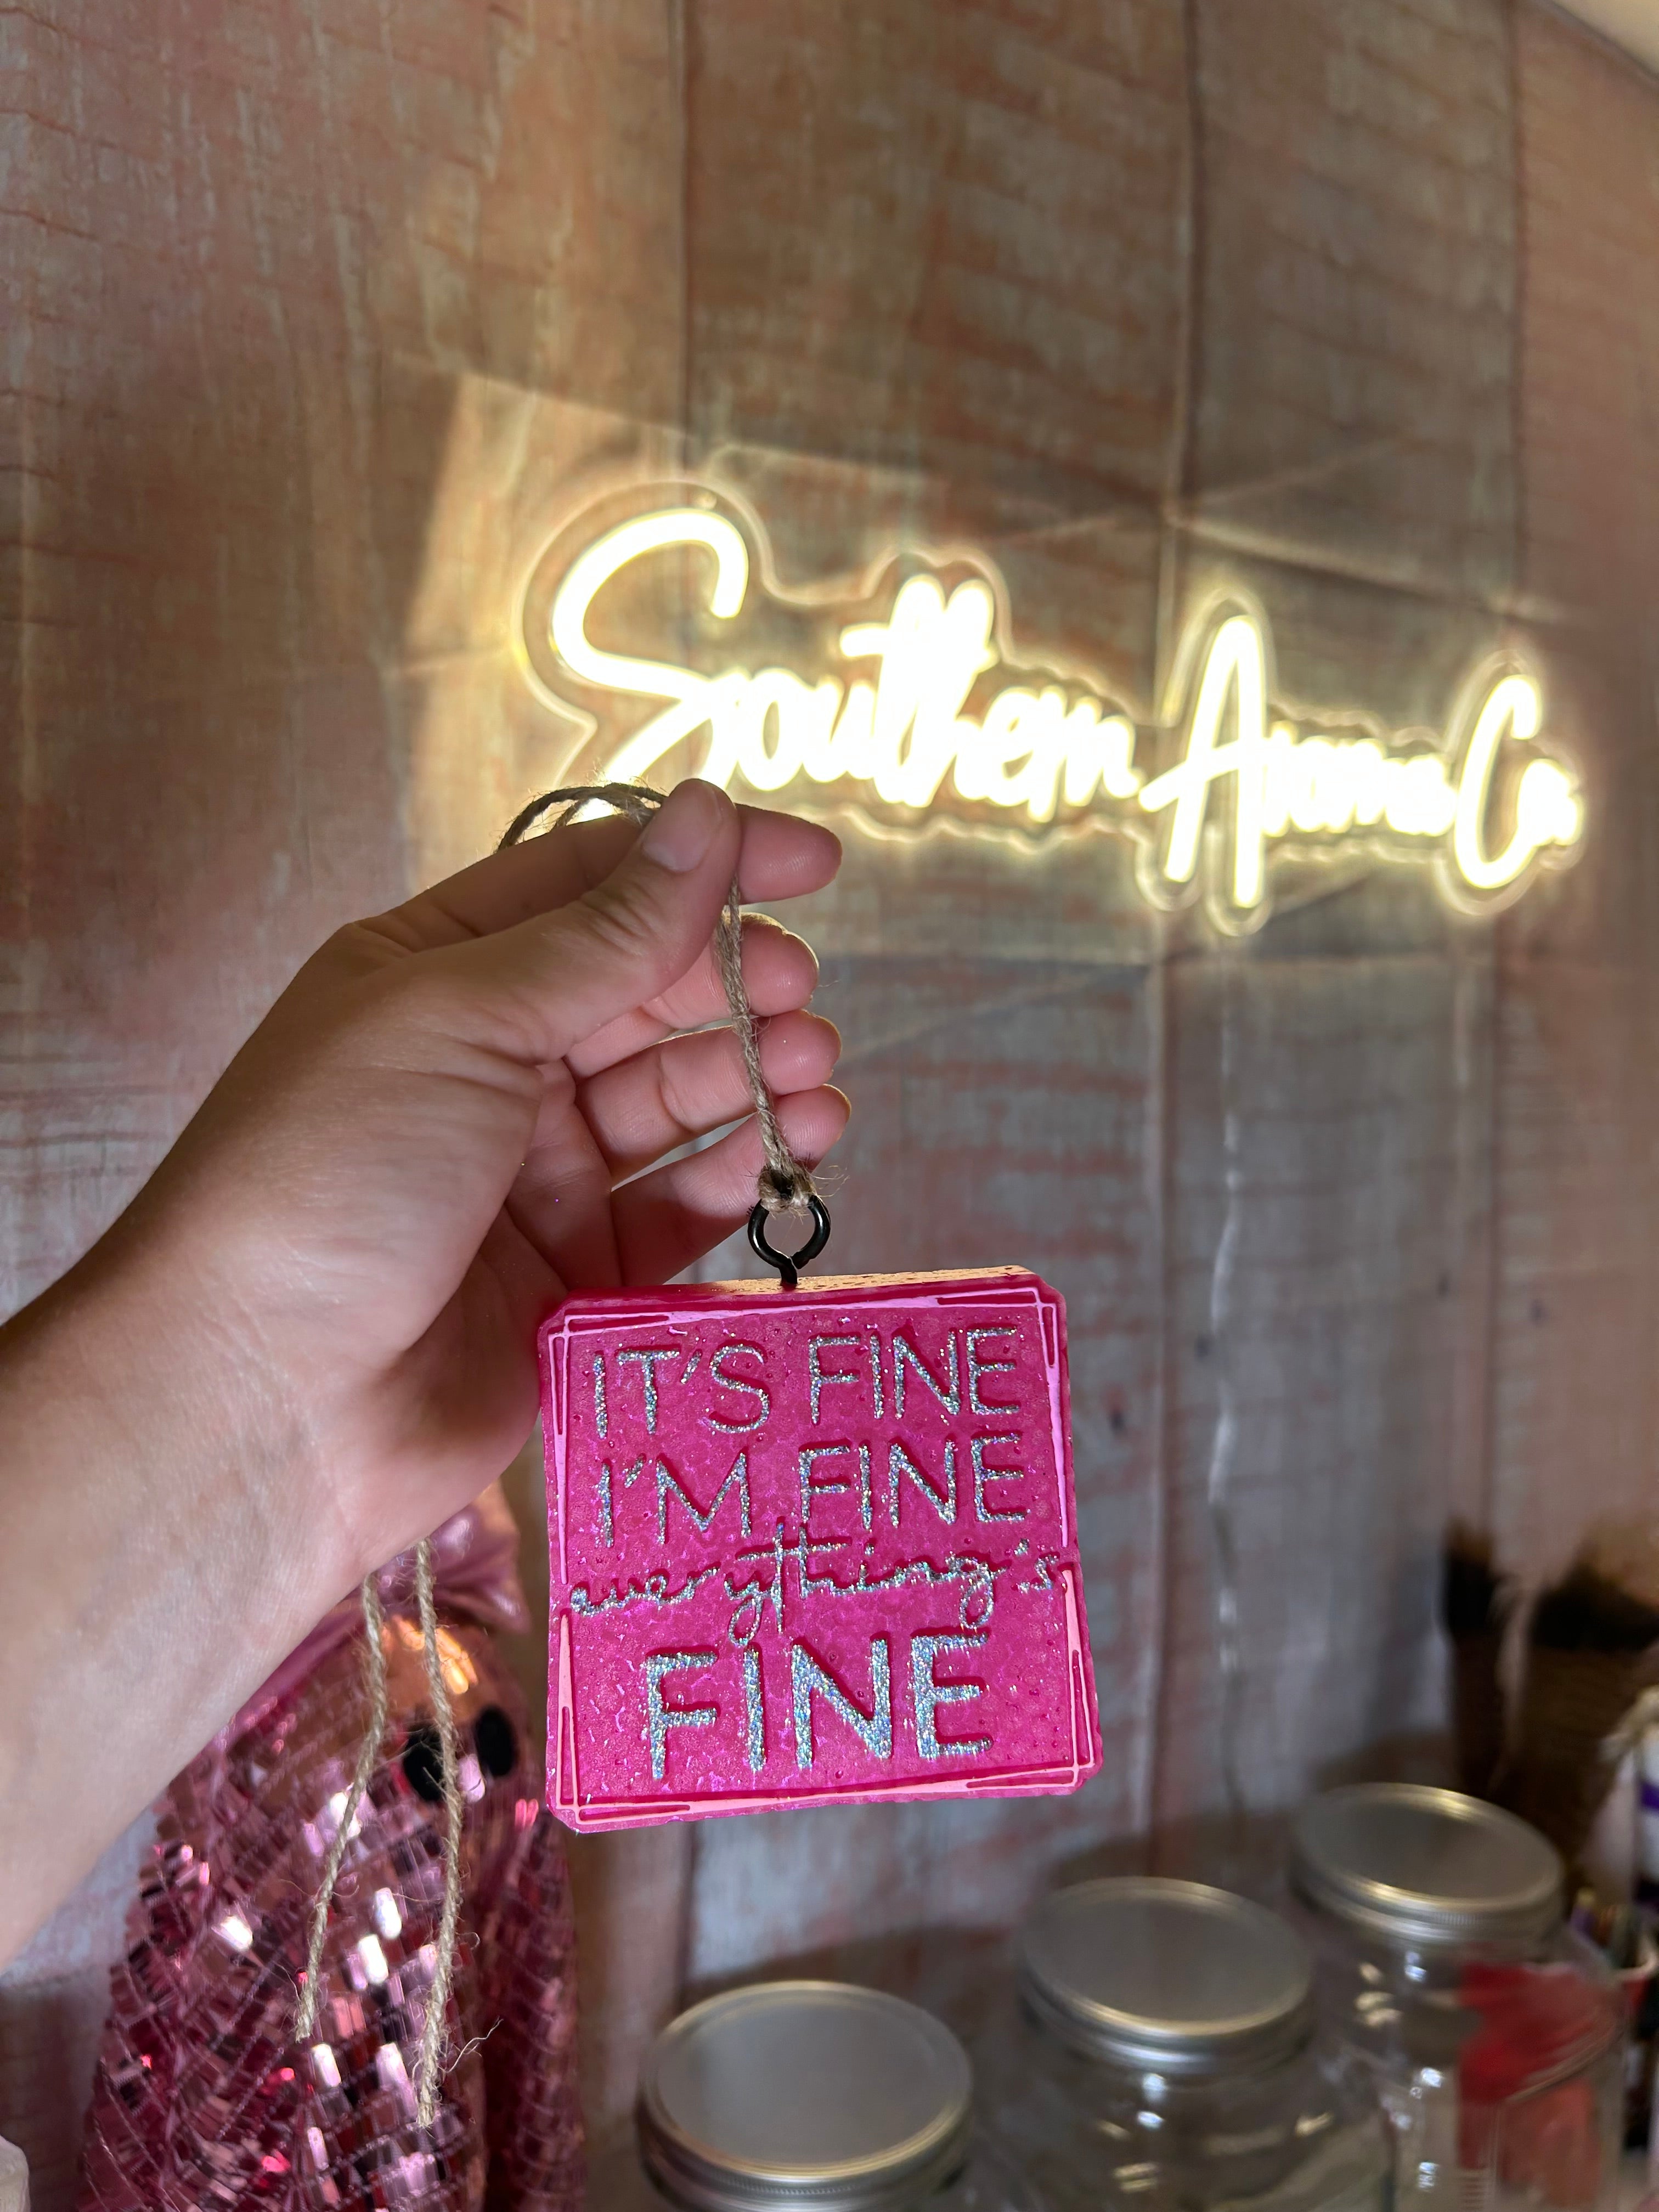 Southern Aroma Co.
IT'S FINE
I'M FINE
everything's
FINE